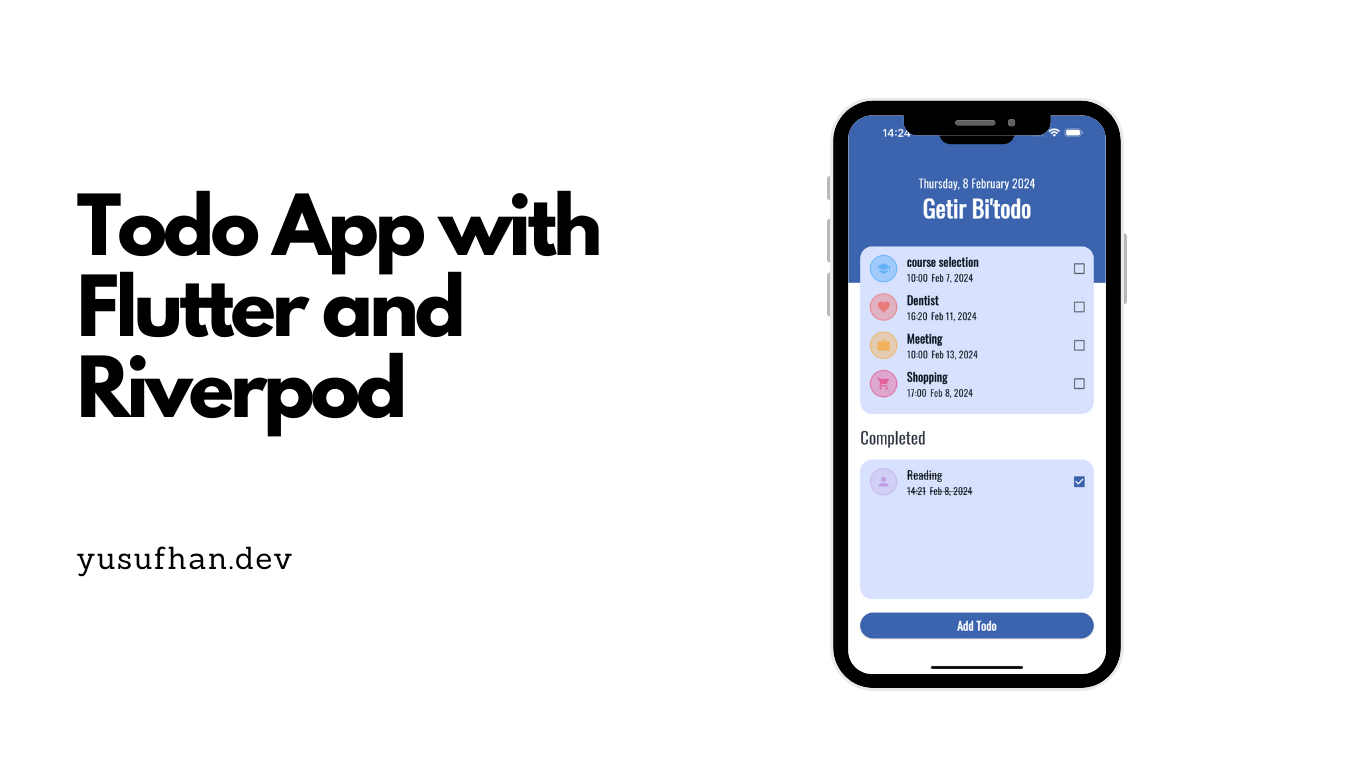 Todo App with
Flutter and
Riverpod
yusufhan.dev
14:24
Thursday, 8 February 2024
Getir Bi'todo
course selection
10:00 Feb 7, 2024
Dentist
16:20 Feb 11, 2024
Meeting
10:00 Feb 13, 2024
Shopping
17:00 Feb 8, 2024
Completed
Reading
14:21 Feb 8, 2024
Add Todo